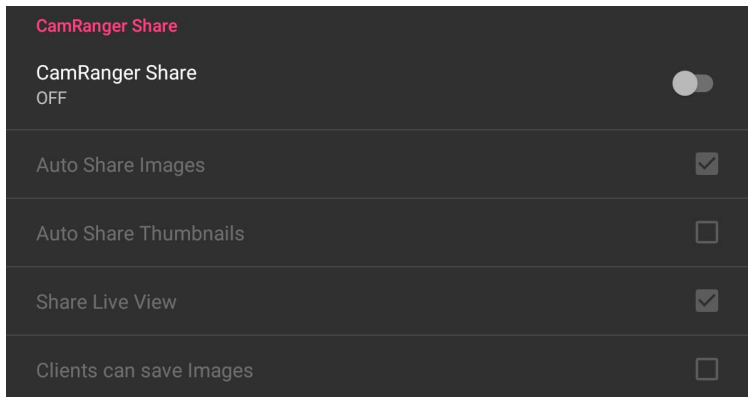 CamRanger Share
CamRanger Share
OFF
Auto Share Images
Auto Share Thumbnails
Share Live View
Clients can save Images